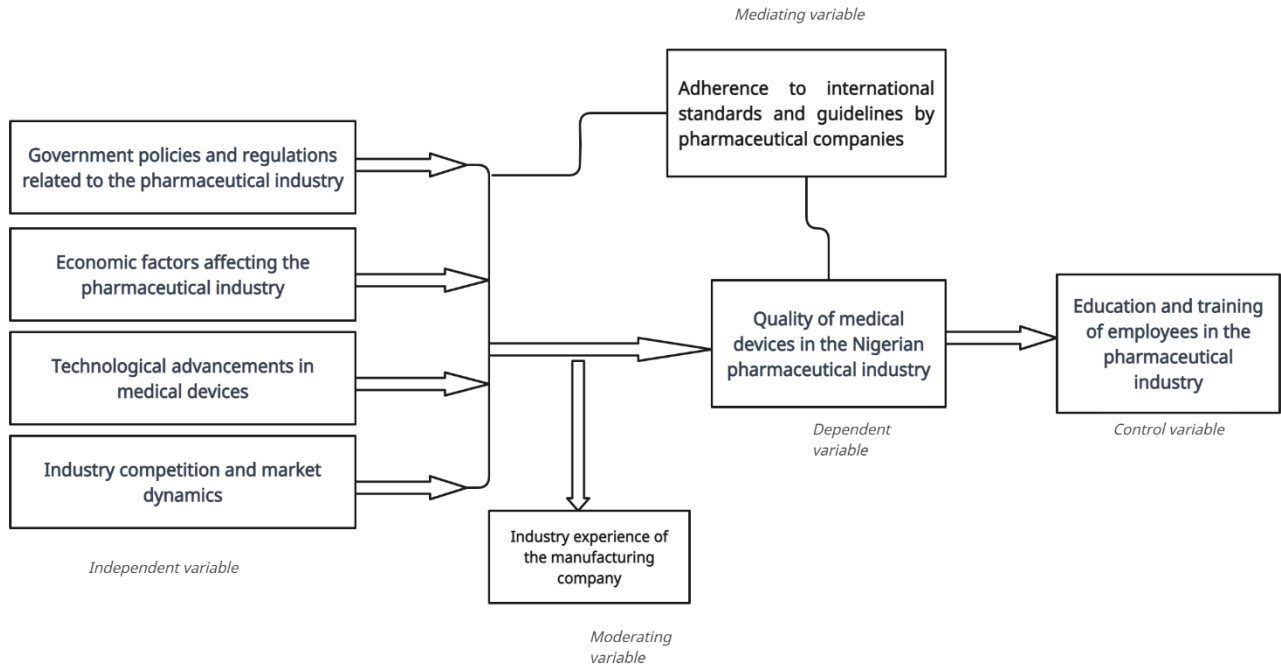 Mediating variable
Adherence to international
standards and guidelines by
pharmaceutical companies
Government policies and regulations
related to the pharmaceutical industry
Economic factors affecting the
pharmaceutical industry
Technological advancements in
medical devices
Industry competition and market
dynamics
Independent variable
Quality of medical
devices in the Nigerian
pharmaceutical industry
Dependent
variable
Education and training
of employees in the
pharmaceutical
industry
Control variable
Industry experience of
the manufacturing
company
Moderating
variable